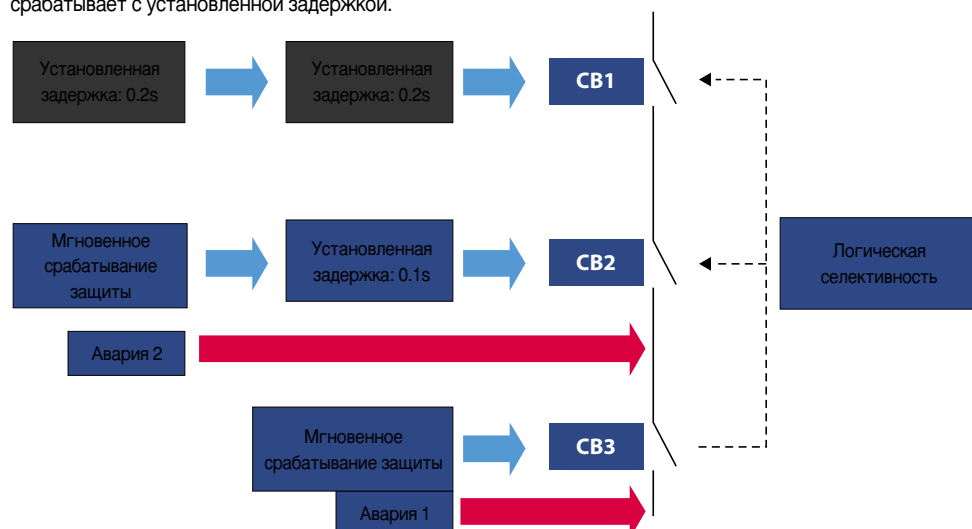 срабатывает с установленной задержкой.
Установленная
задержка: 0.2s
Установленная
задержка: 0.2s
CB1
Мгновенное
срабатывание
защиты
Установленная
задержка: 0.1s
CB2
Логическая
селективность
Авария 2
Мгновенное
срабатывание защиты
CB3
Авария 1